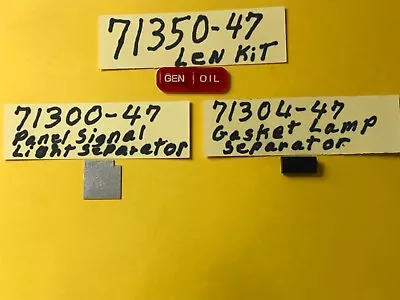 71350-47
Len Kit
GEN OIL
71300-47
Panel Signal
Light Separator
71304-47
Gasket Lamp
Separator